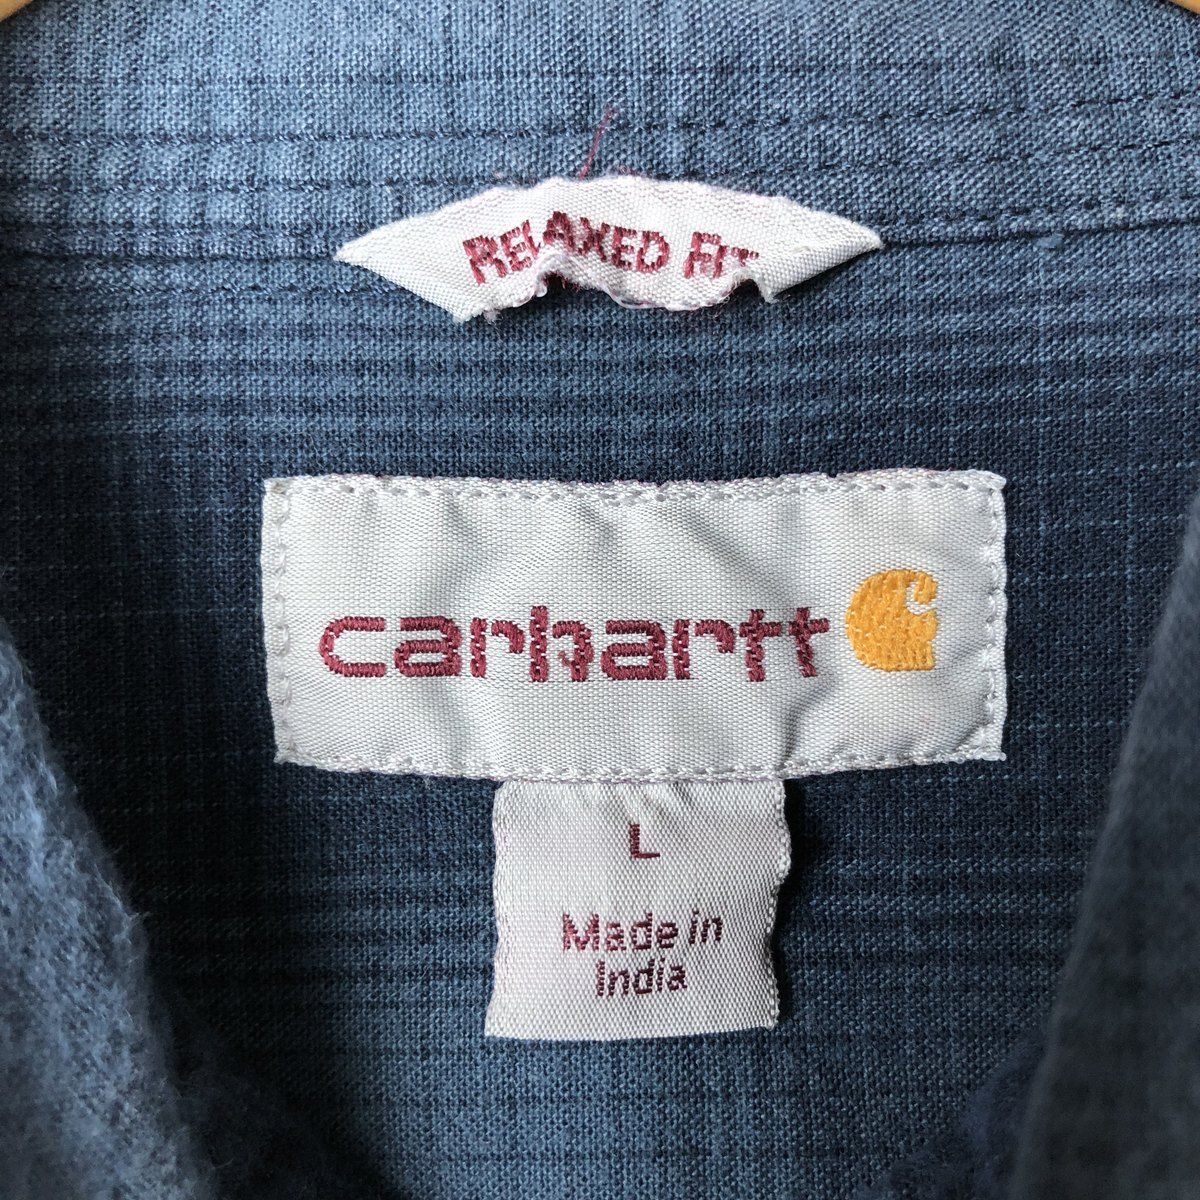 RELAXED FIT
carhartt
L
Made in
India